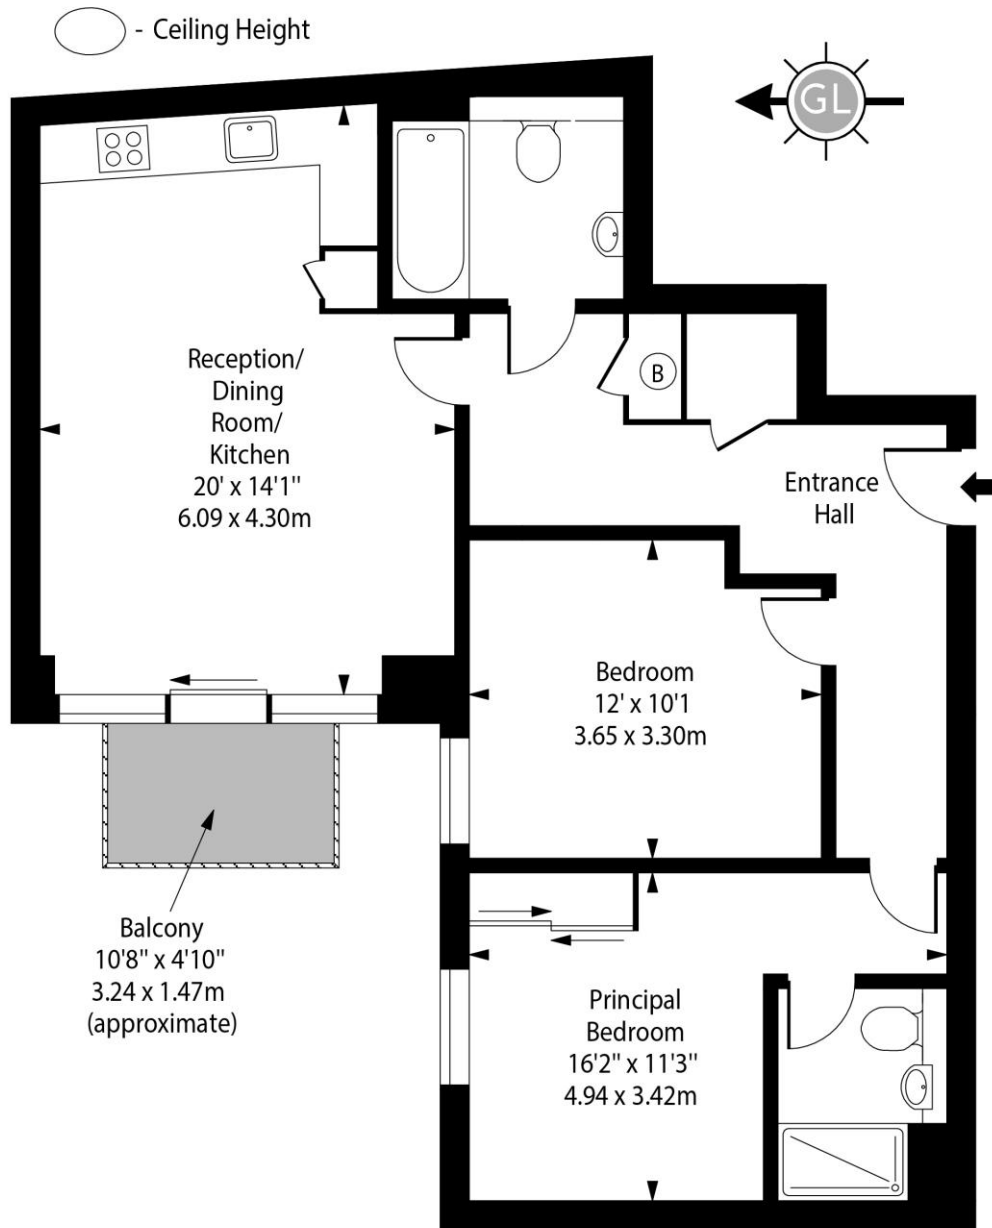 - Ceiling Height
GL
Reception/
Dining
Room/
Kitchen
20' x 14'1"
6.09 x 4.30m
B
Entrance
Hall
Bedroom
12' x 10'1
3.65 x 3.30m
Balcony
10'8" x 4'10"
3.24 x 1.47m
(approximate)
Principal
Bedroom
16'2" x 11'3"
4.94 x 3.42m